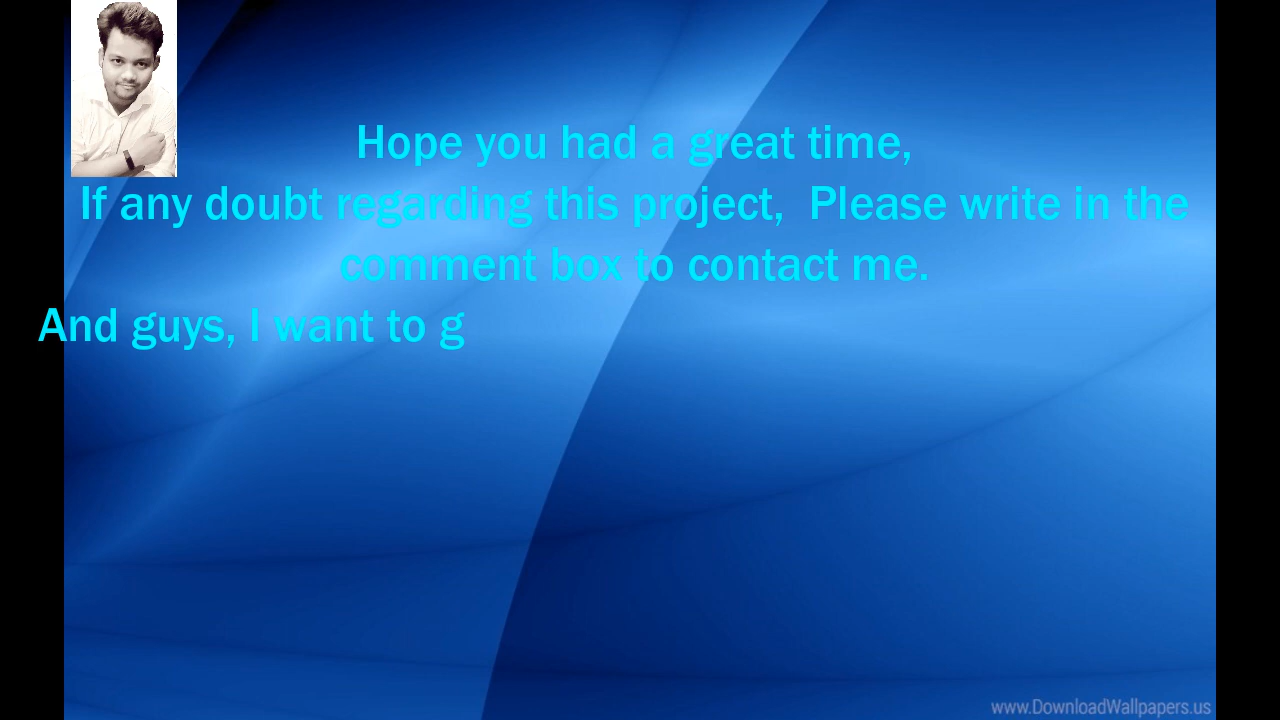 Hope you had a great time,
If any doubt regarding this project,  Please write in the
comment box to contact me.
And guys, I want to g
www.DownloadWallpapers.us